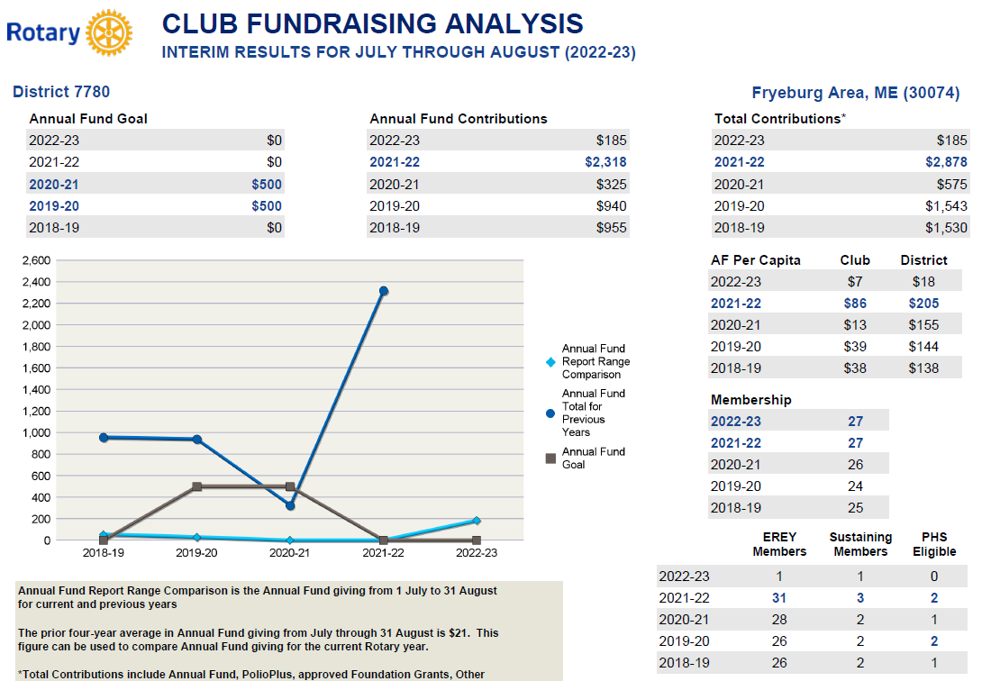 Rotary
CLUB FUNDRAISING ANALYSIS
INTERIM RESULTS FOR JULY THROUGH AUGUST (2022-23)
District 7780
Fryeburg Area, ME (30074)
Annual Fund Goal
2022-23 $0
2021-22 $0
2020-21 $500
2019-20 $500
2018-19 $0
Annual Fund Contributions
2022-23 $185
2021-22 $2,318
2020-21 $325
2019-20 $940
2018-19 $955
Total Contributions*
2022-23 $185
2021-22 $2,878
2020-21 $575
2019-20 $1,543
2018-19 $1,530
2,600
2,400
2,200
2,000
1,800
1,600
1,400
1,200
1,000
800
600
400
200
0
2018-19 2019-20 2020-21 2021-22 2022-23
Annual Fund
Report Range
Comparison
Annual Fund
Total for
Previous
Years
Annual Fund
Goal
AF Per Capita Club District
2022-23 $7 $18
2021-22 $86 $205
2020-21 $13 $155
2019-20 $39 $144
2018-19 $38 $138
Membership
2022-23 27
2021-22 27
2020-21 26
2019-20 24
2018-19 25
EREY Sustaining PHS
Members Members Eligible
2022-23 1 1 0
2021-22 31 3 2
2020-21 28 2 1
2019-20 26 2 2
2018-19 26 2 1
Annual Fund Report Range Comparison is the Annual Fund giving from 1 July to 31 August
for current and previous years
The prior four-year average in Annual Fund giving from July through 31 August is $21. This
figure can be used to compare Annual Fund giving for the current Rotary year.
*Total Contributions include Annual Fund, PolioPlus, approved Foundation Grants, Other